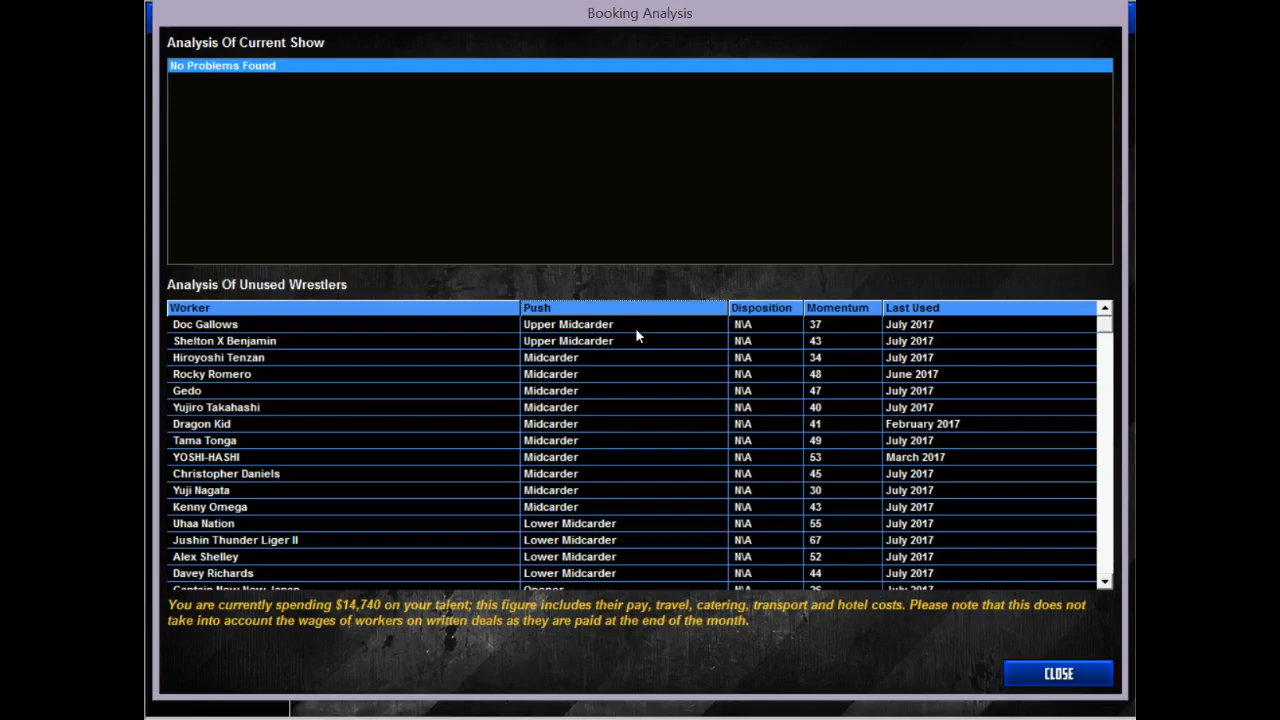 Booking Analysis
Analysis Of Current Show
No Problems Found
Analysis Of Unused Wrestlers
Worker Push Disposition Momentum Last Used
Doc Gallows Upper Midcarder N\A 37 July 2017
Shelton X Benjamin Upper Midcarder N\A 43 July 2017
Hiroyoshi Tenzan Midcarder N\A 34 July 2017
Rocky Romero Midcarder N\A 48 June 2017
Gedo Midcarder N\A 47 July 2017
Yujiro Takahashi Midcarder N\A 40 July 2017
Dragon Kid Midcarder N\A 41 February 2017
Tama Tonga Midcarder N\A 49 July 2017
YOSHI-HASHI Midcarder N\A 53 March 2017
Christopher Daniels Midcarder N\A 45 July 2017
Yuji Nagata Midcarder N\A 30 July 2017
Kenny Omega Midcarder N\A 43 July 2017
Uhaa Nation Lower Midcarder N\A 55 July 2017
Jushin Thunder Liger II Lower Midcarder N\A 67 July 2017
Alex Shelley Lower Midcarder N\A 52 July 2017
Davey Richards Lower Midcarder N\A 44 July 2017
Captain New New Japan Opener N\A July 2017
You are currently spending $14,740 on your talent; this figure includes their pay, travel, catering, transport and hotel costs. Please note that this does not
take into account the wages of workers on written deals as they are paid at the end of the month.
CLOSE